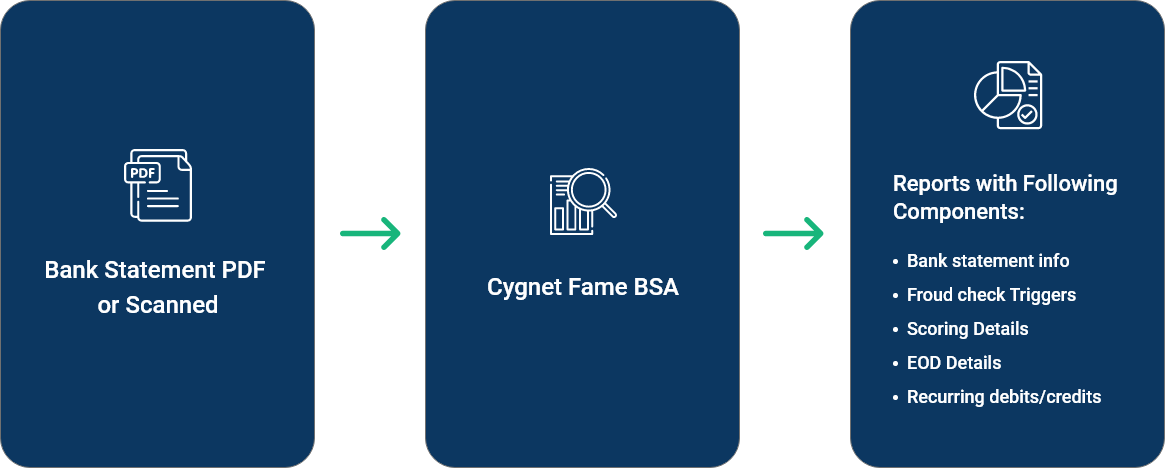 PDF
Bank Statement PDF
or Scanned
Cygnet Fame BSA
Reports with Following
Components:
• Bank statement info
• Froud check Triggers
• Scoring Details
• EOD Details
• Recurring debits/credits